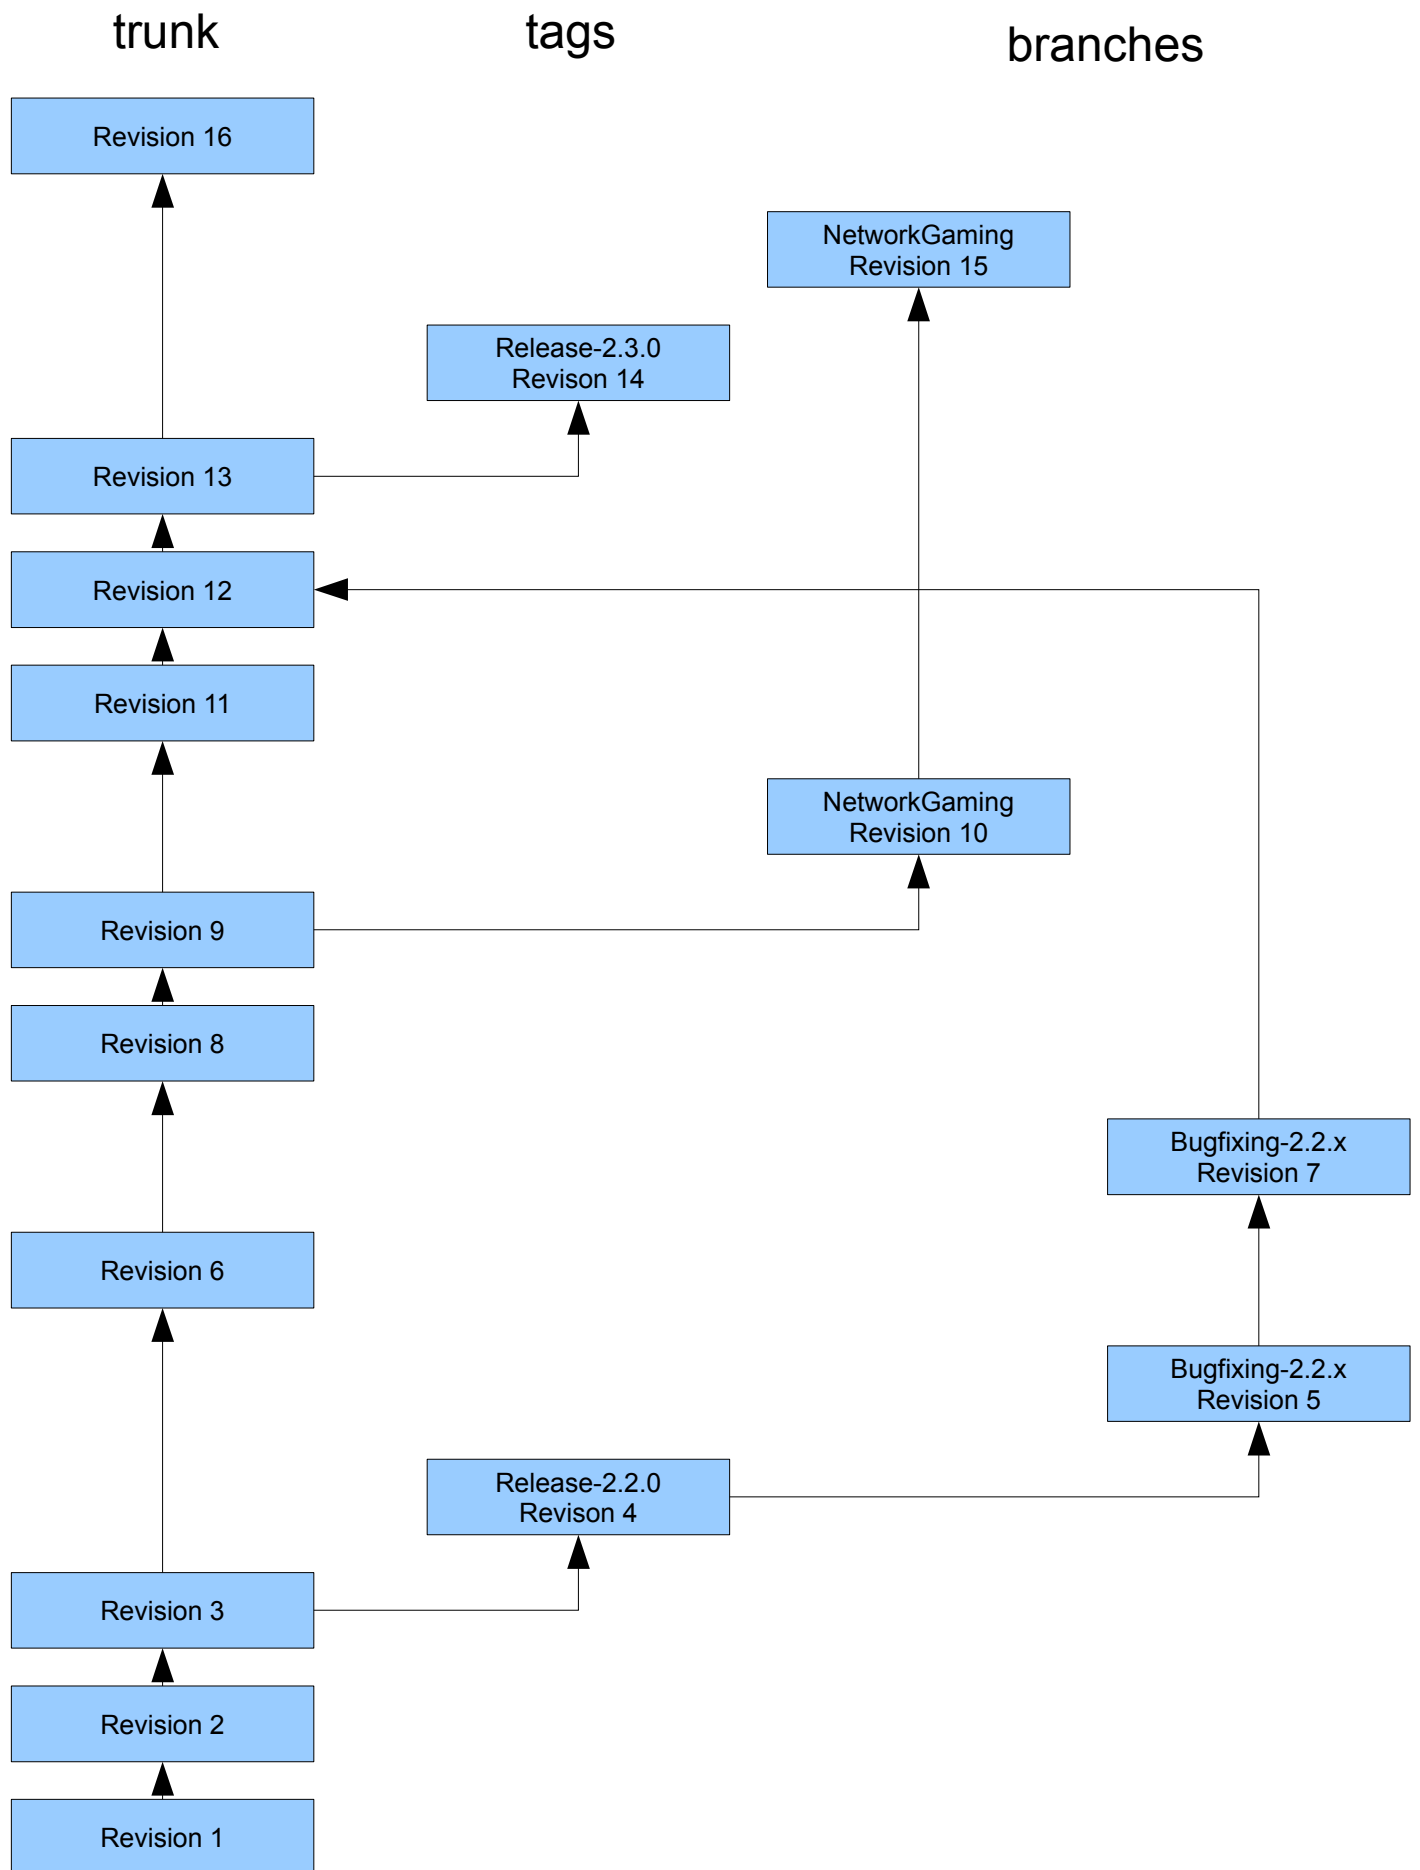 trunk
tags
branches
Revision 16
NetworkGaming
Revision 15
Release-2.3.0
Revison 14
Revision 13
Revision 12
Revision 11
NetworkGaming
Revision 10
Revision 9
Revision 8
Bugfixing-2.2.x
Revision 7
Revision 6
Bugfixing-2.2.x
Revision 5
Release-2.2.0
Revison 4
Revision 3
Revision 2
Revision 1